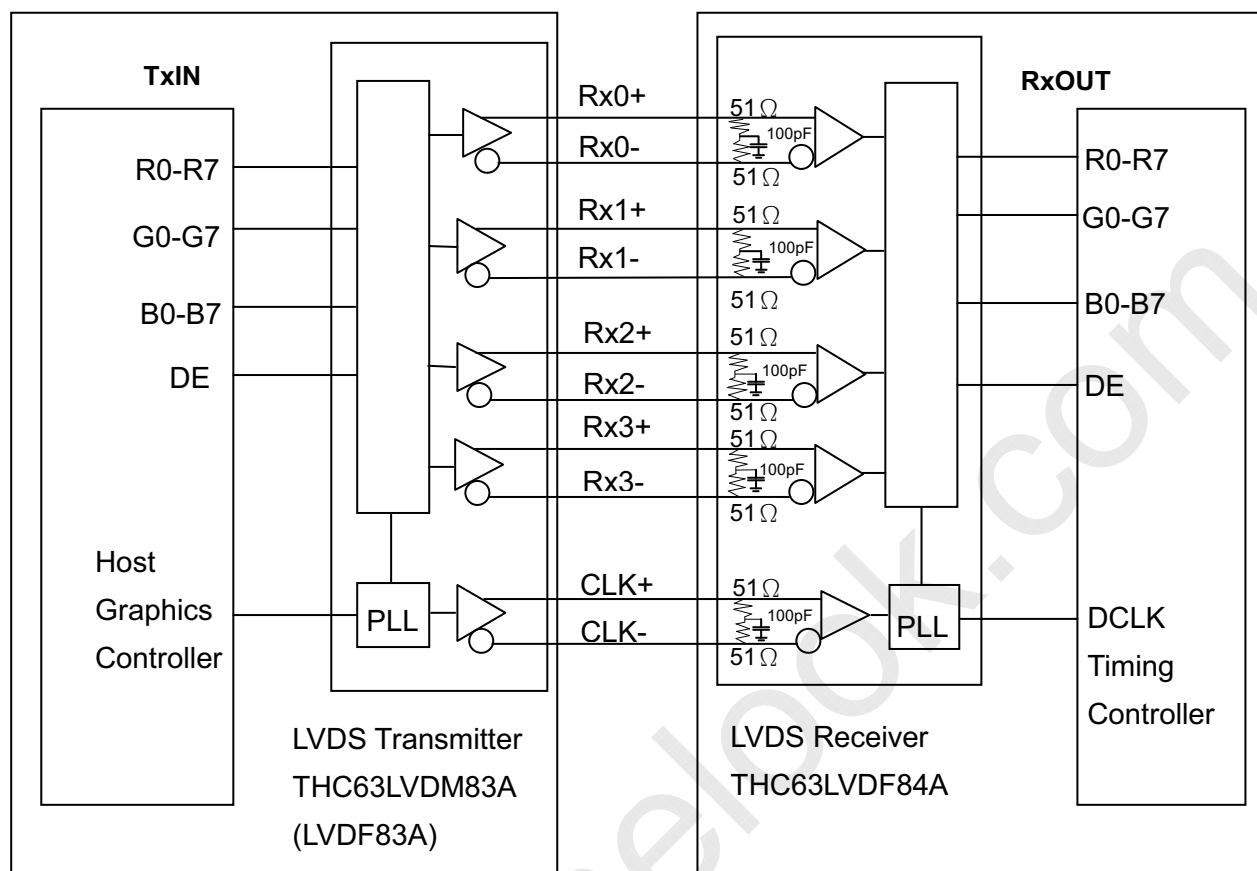 TxIN
R0-R7
G0-G7
B0-B7
DE
Host
Graphics
Controller
PLL
LVDS Transmitter
THC63LVDM83A
(LVDF83A)
Rx0+
Rx0-
Rx1+
Rx1-
Rx2+
Rx2-
Rx3+
Rx3-
CLK+
CLK-
51Ω
100pF
51Ω
51Ω
100pF
51Ω
51Ω
100pF
51Ω
51Ω
100pF
51Ω
51Ω
100pF
51Ω
PLL
LVDS Receiver
THC63LVDF84A
RxOUT
R0-R7
G0-G7
B0-B7
DE
DCLK
Timing
Controller
elook.com